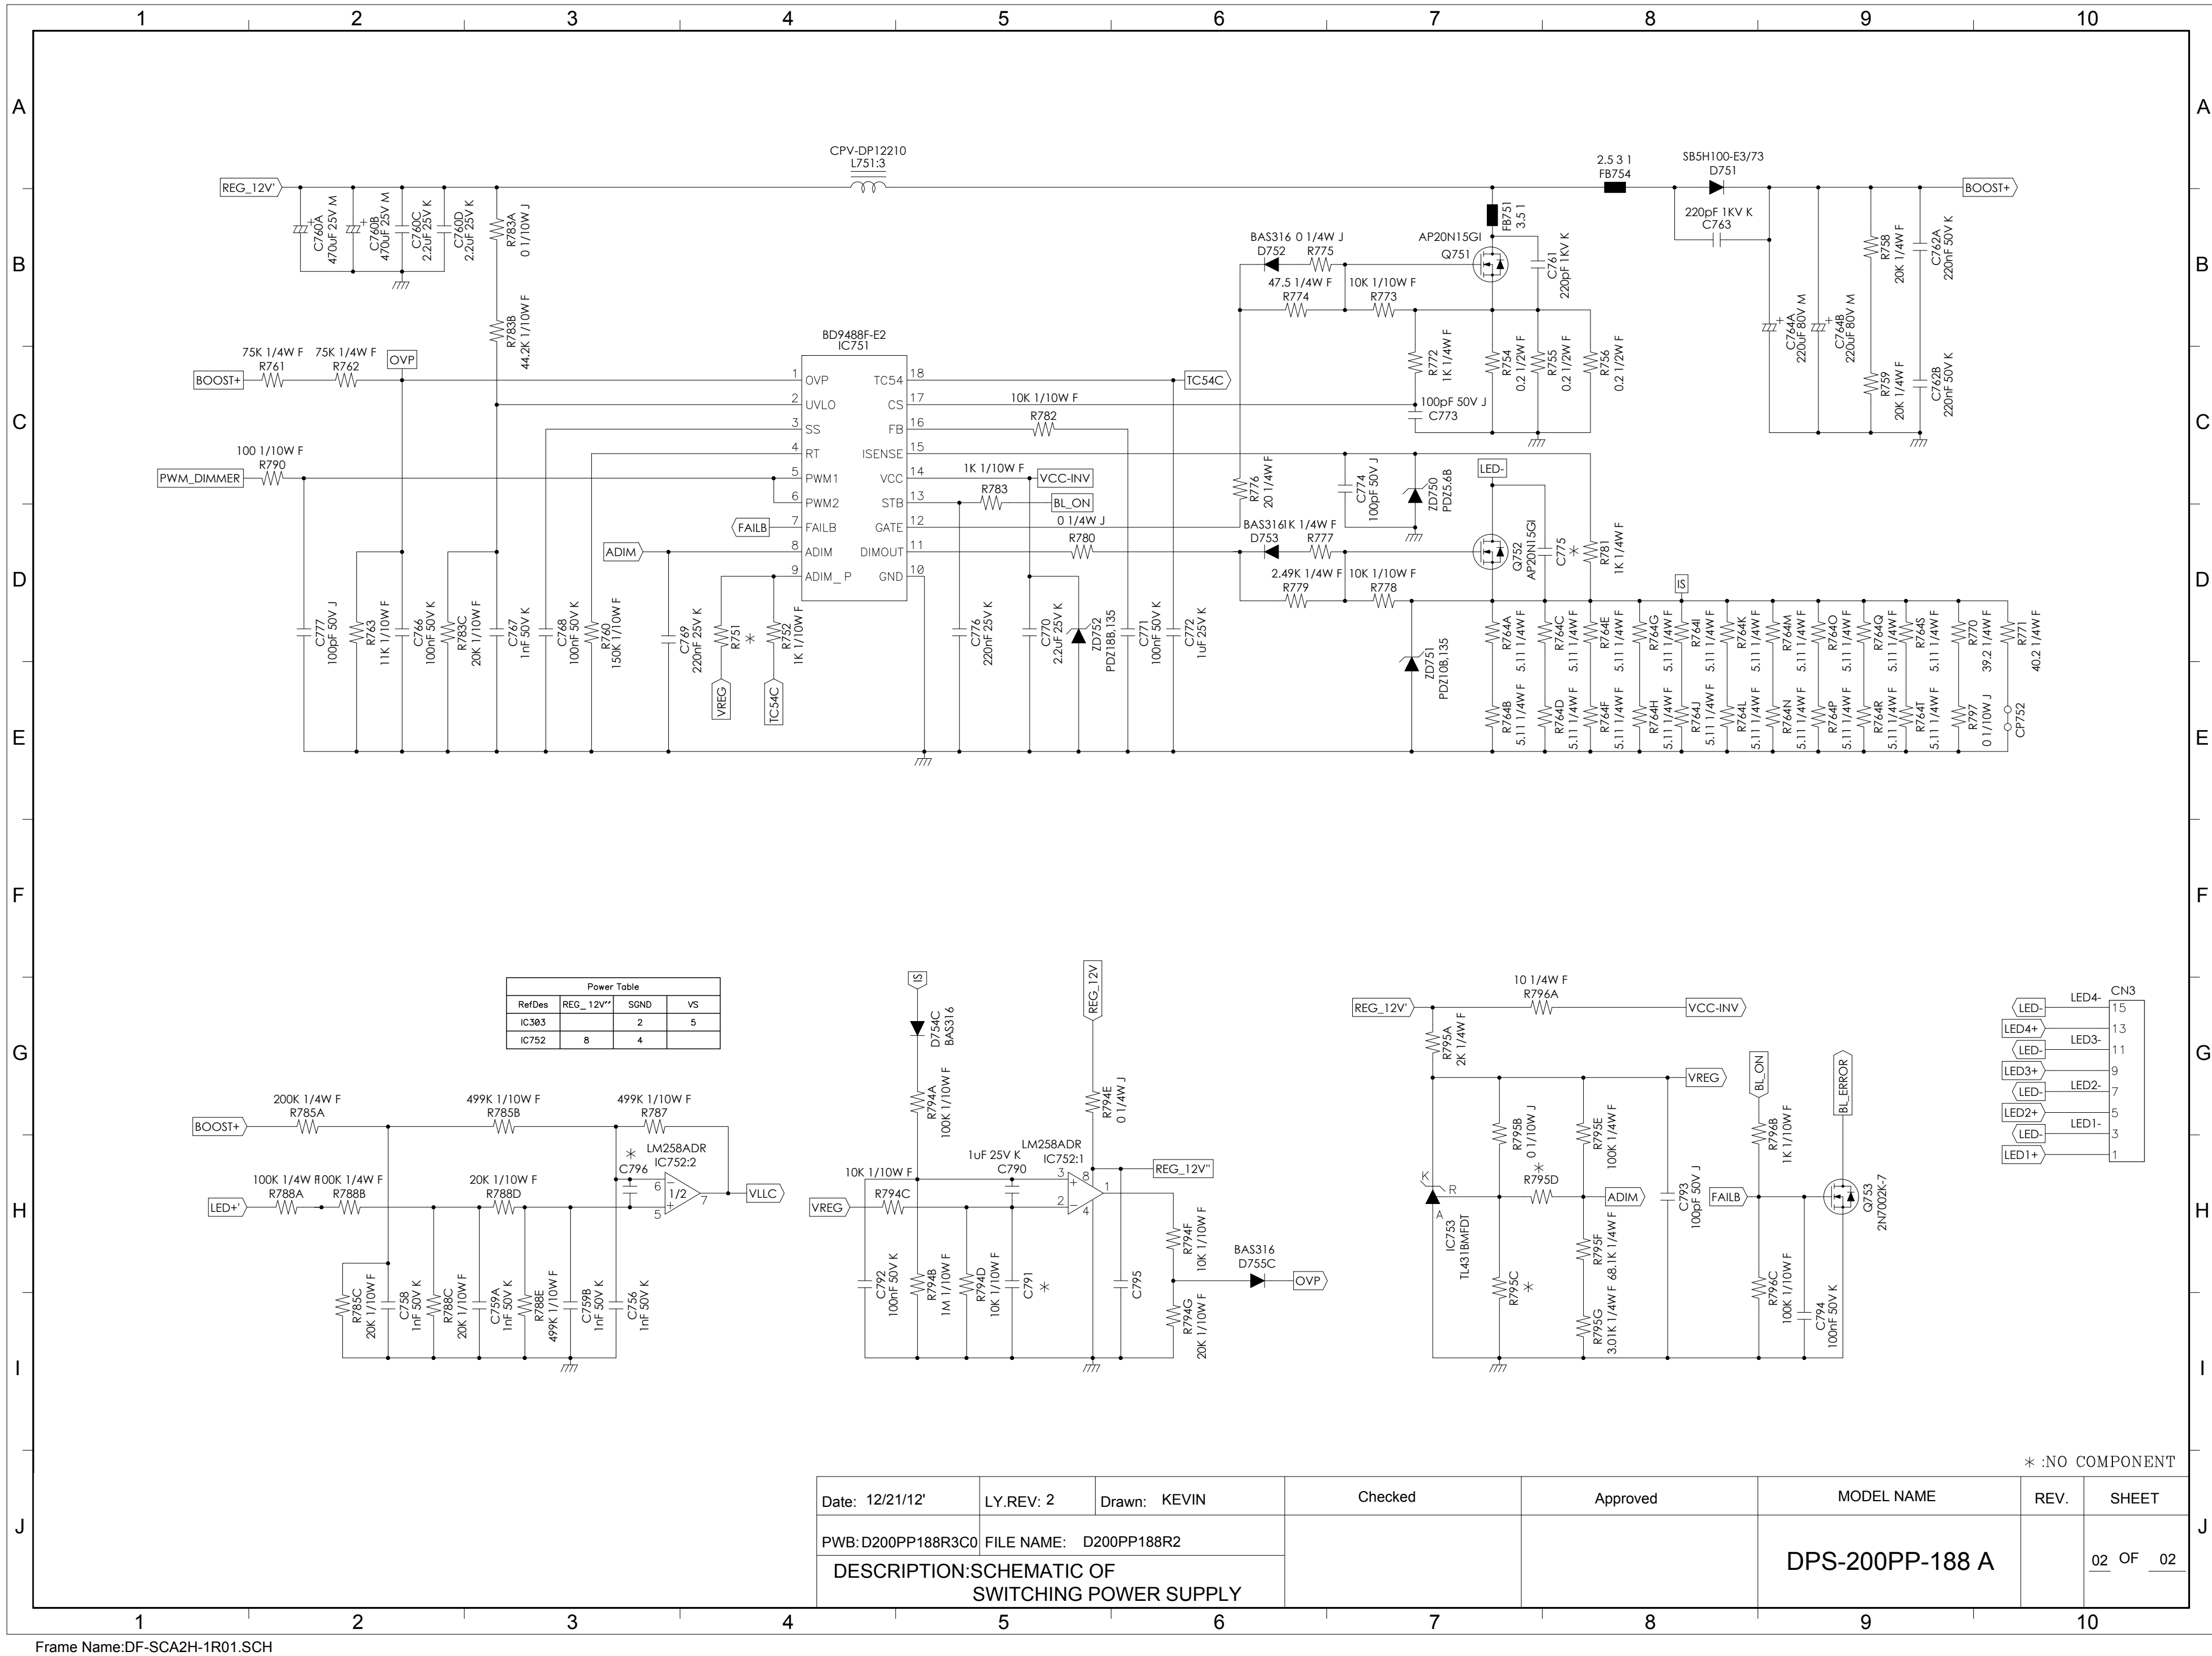 1 2 3 4 5 6 7 8 9 10
A A
CPV-DP12210
L751:3
2.5 3 1
FB754
SB5H100-E3/73
D751
REG_12V'
BOOST+
C760A
470uF 25V M
C760B
470uF 25V M
C760C
2.2uF 25V K
C760D
2.2uF 25V K
R783A
0 1/10W J
FB751
3.5 1
220pF 1KV K
C763
B B
BAS316
D752
0 1/4W J
R775
AP20N15GI
Q751
C761
220pF 1KV K
R758
20K 1/4W F
C762A
220nF 50V K
47.5 1/4W F
R774
10K 1/10W F
R773
R783B
44.2K 1/10W F
C764A
220uF 80V M
C764B
220uF 80V M
BD9488F-E2
IC751
75K 1/4W F
R761
75K 1/4W F
R762
OVP
R772
1K 1/4W F
R754
0.2 1/2W F
R755
0.2 1/2W F
R756
0.2 1/2W F
R759
20K 1/4W F
C762B
220nF 50V K
BOOST+
1 OVP TC54 18
TC54C
2 UVLO CS 17
10K 1/10W F
R782
100pF 50V J
C773
C C
3 SS FB 16
4 RT ISENSE 15
100 1/10W F
R790
PWM_DIMMER
5 PWM1 VCC 14
1K 1/10W F
R783
VCC-INV
R776
20 1/4W F
C774
100pF 50V J
ZD750
PDZ5.6B
LED-
6 PWM2 STB 13
BL_ON
FAILB
7 FAILB GATE 12
0 1/4W J
R780
BAS316
D753
1K 1/4W F
R777
ADIM
8 ADIM DIMOUT 11
Q752
AP20N15GI
C775
*
R781
1K 1/4W F
D D
9 ADIM_P GND 10
2.49K 1/4W F
R779
10K 1/10W F
R778
IS
C777
100pF 50V J
R763
11K 1/10W F
C766
100nF 50V K
R783C
20K 1/10W F
C767
1nF 50V K
C768
100nF 50V K
R760
150K 1/10W F
C769
220nF 25V K
R751
*
R752
1K 1/10W F
C776
220nF 25V K
C770
2.2uF 25V K
ZD752
PDZ18B,135
C771
100nF 50V K
C772
1uF 25V K
R764A
5.11 1/4W F
R764C
5.11 1/4W F
R764E
5.11 1/4W F
R764G
5.11 1/4W F
R764I
5.11 1/4W F
R764K
5.11 1/4W F
R764M
5.11 1/4W F
R764O
5.11 1/4W F
R764Q
5.11 1/4W F
R764S
5.11 1/4W F
R770
39.2 1/4W F
R771
40.2 1/4W F
ZD751
PDZ10B,135
VREG
TC54C
R764B
5.11 1/4W F
R764D
5.11 1/4W F
R764F
5.11 1/4W F
R764H
5.11 1/4W F
R764J
5.11 1/4W F
R764L
5.11 1/4W F
R764N
5.11 1/4W F
R764P
5.11 1/4W F
R764R
5.11 1/4W F
R764T
5.11 1/4W F
R797
0 1/10W J
CP752
E E
F F
Power Table
RefDes REG_12V'' SGND VS
IC303 2 5
IC752 8 4
IS
D754C
BAS316
REG_12V
REG_12V'
10 1/4W F
R796A
VCC-INV
R795A
2K 1/4W F
CN3
LED- LED4- 15
LED4+ 13
LED- LED3- 11
LED3+ 9
LED- LED2- 7
LED2+ 5
LED- LED1- 3
LED1+ 1
G G
BOOST+
200K 1/4W F
R785A
499K 1/10W F
R785B
499K 1/10W F
R787
R794A
100K 1/10W F
R794E
0 1/4W J
VREG
BL_ON
BL_ERROR
R795B
0 1/10W J
R795E
100K 1/4W F
R796B
1K 1/10W F
*
C796
LM258ADR
IC752:2
1uF 25V K
C790
LM258ADR
IC752:1
REG_12V''
100K 1/4W F
R788A
100K 1/4W F
R788B
20K 1/10W F
R788D
LED+'
6 − 1/2 5 + 7
VLLC
10K 1/10W F
R794C
VREG
3 + 8 1 2 − 4
K R A
IC753
TL431BMFDT
*
R795D
ADIM
C793
100pF 50V J
FAILB
Q753
2N7002K-7
H H
R794F
10K 1/10W F
BAS316
D755C
OVP
R795F
68.1K 1/4W F
R785C
20K 1/10W F
C758
1nF 50V K
R788C
20K 1/10W F
C759A
1nF 50V K
R788E
499K 1/10W F
C759B
1nF 50V K
C756
1nF 50V K
C792
100nF 50V K
R794B
1M 1/10W F
R794D
10K 1/10W F
C791
*
C795
R794G
20K 1/10W F
R795C
*
R795G
3.01K 1/4W F
R796C
100K 1/10W F
C794
100nF 50V K
I I
* :NO COMPONENT
Date: 12/21/12' LY.REV: 2 Drawn: KEVIN Checked Approved MODEL NAME REV. SHEET
J J
PWB: D200PP188R3C0 FILE NAME: D200PP188R2
DPS-200PP-188 A
02 OF 02
DESCRIPTION:SCHEMATIC OF
SWITCHING POWER SUPPLY
1 2 3 4 5 6 7 8 9 10
Frame Name:DF-SCA2H-1R01.SCH